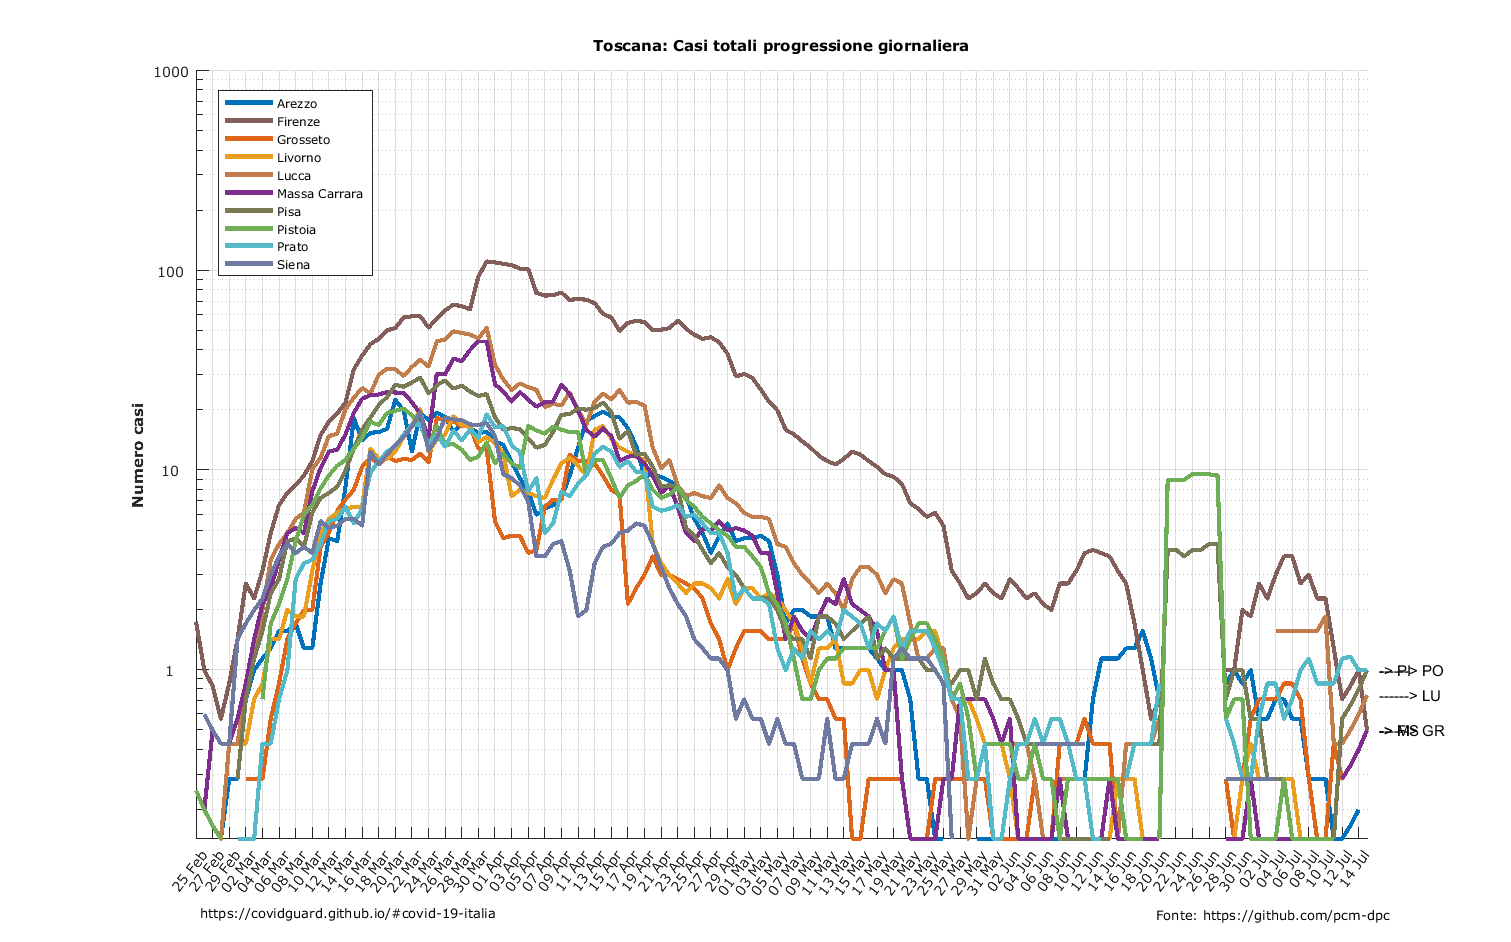 Toscana: Casi totali progressione giornaliera
Numero casi
1000
100
10
1
Arezzo
Firenze
Grosseto
Livorno
Lucca
Massa Carrara
Pisa
Pistoia
Prato
Siena
25 Feb
27 Feb
29 Feb
02 Mar
04 Mar
06 Mar
08 Mar
10 Mar
12 Mar
14 Mar
16 Mar
18 Mar
20 Mar
22 Mar
24 Mar
26 Mar
28 Mar
30 Mar
01 Apr
03 Apr
05 Apr
07 Apr
09 Apr
11 Apr
13 Apr
15 Apr
17 Apr
19 Apr
21 Apr
23 Apr
25 Apr
27 Apr
29 Apr
01 May
03 May
05 May
07 May
09 May
11 May
13 May
15 May
17 May
19 May
21 May
23 May
25 May
27 May
29 May
31 May
02 Jun
04 Jun
06 Jun
08 Jun
10 Jun
12 Jun
14 Jun
16 Jun
18 Jun
20 Jun
22 Jun
24 Jun
26 Jun
28 Jun
30 Jun
02 Jul
04 Jul
06 Jul
08 Jul
10 Jul
12 Jul
14 Jul
PO
------> LU
GR
https://covidguard.github.io/#covid-19-italia
Fonte: https://github.com/pcm-dpc